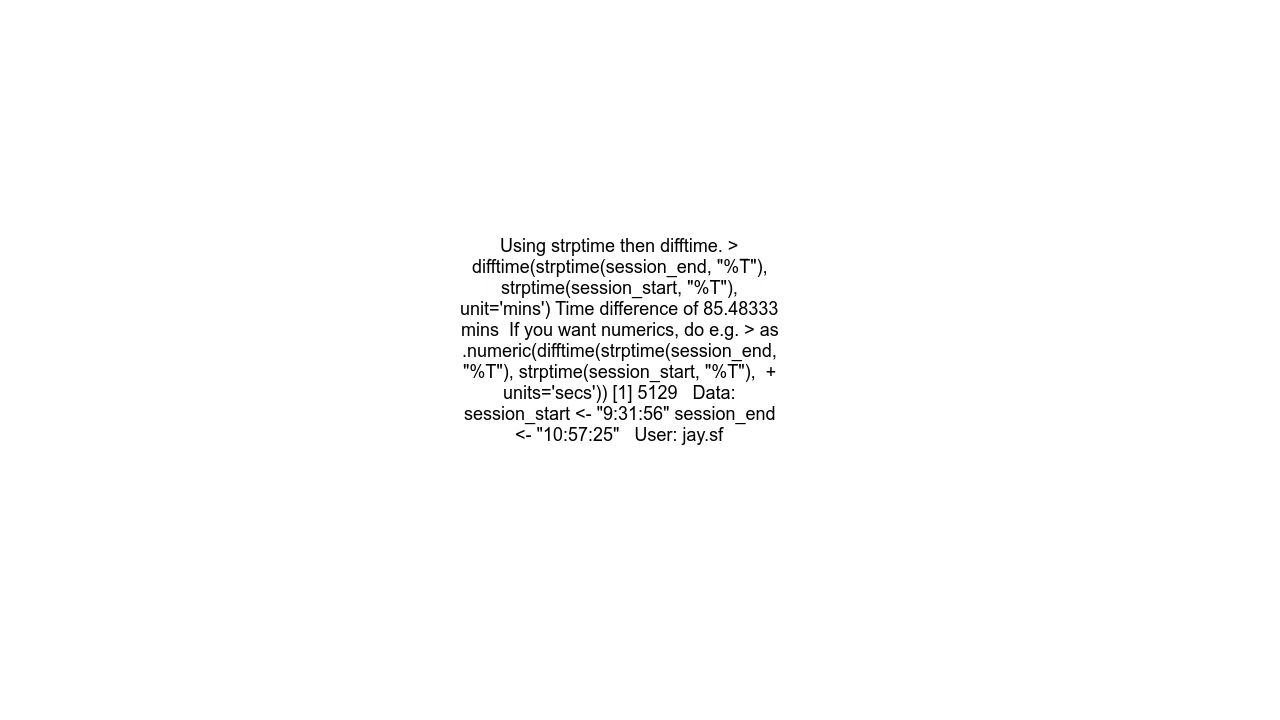 Using strptime then difftime. >
difftime(strptime(session_end, "%T"),
strptime(session_start, "%T"),
unit='mins') Time difference of 85.48333
mins  If you want numerics, do e.g. > as
.numeric(difftime(strptime(session_end,
"%T"), strptime(session_start, "%T"),  +
units='secs')) [1] 5129   Data:
session_start <- "9:31:56" session_end
<- "10:57:25"   User: jay.sf